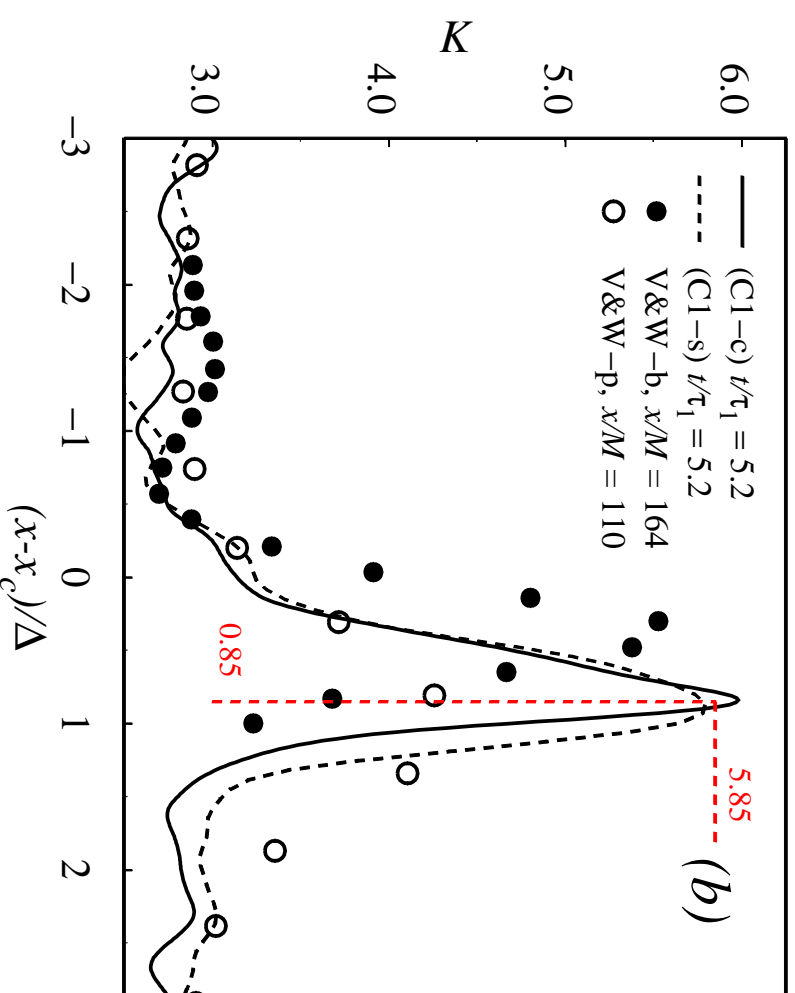 K
3.0
4.0
5.0
6.0
(C1–c) t/τ1 = 5.2
(C1–s) t/τ1 = 5.2
V&W–b, x/M = 164
V&W–p, x/M = 110
(b)
5.85
0.85
–3
–2
–1
0
1
2
(x-xc)/Δ